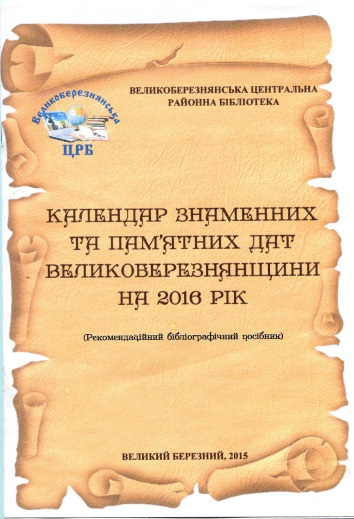 ВЕЛИКОБЕРЕЗНЯНСЬКА ЦЕНТРАЛЬНА
РАЙОННА БІБЛІОТЕКА
Великоберезнянська
ЦРБ
КАЛЕНДАР ЗНАМЕННИХ
ТА ПАМ'ЯТНИХ ДАТ
ВЕЛИКОБЕРЕЗНЯНЩИНИ
НА 2016 РІК
(Рекомендаційний бібліографічний посібник)
ВЕЛИКИЙ БЕРЕЗНИЙ, 2015